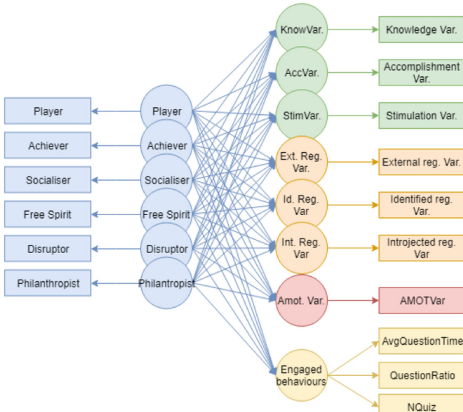 Player
Achiever
Socialiser
Free Spirit
Disruptor
Philanthropist
Player
Achiever
Socialiser
Free Spirit
Disruptor
Philantropist
KnowVar.
AccVar.
StimVar.
Ext. Reg.
Var.
Id. Reg.
Var
Int. Reg.
Var
Amot. Var.
Engaged
behaviours
Knowledge Var.
Accomplishment
Var.
Stimulation Var.
External reg. Var.
Identified reg.
Var.
Introjected reg.
Var
AMOTVar
AvgQuestionTime
QuestionRatio
NQuiz